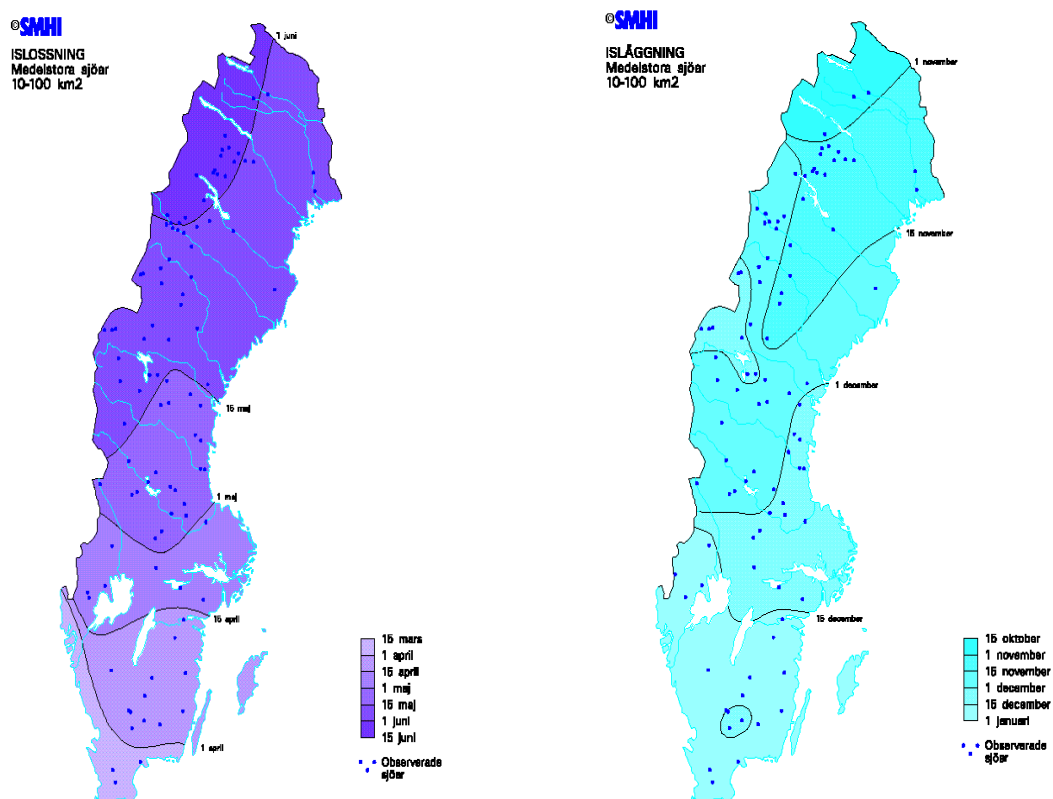 ©SMHI
ISLOSSNING
Medelstora sjöar
10-100 km2
1 juni
15 maj
1 maj
15 april
1 april
15 mars
1 april
15 april
1 maj
15 maj
1 juni
15 juni
Observerade
sjöar
©SMHI
ISLÄGGNING
Medelstora sjöar
10-100 km2
1 november
15 november
1 december
15 december
15 oktober
1 november
15 november
1 december
15 december
1 januari
Observerade
sjöar